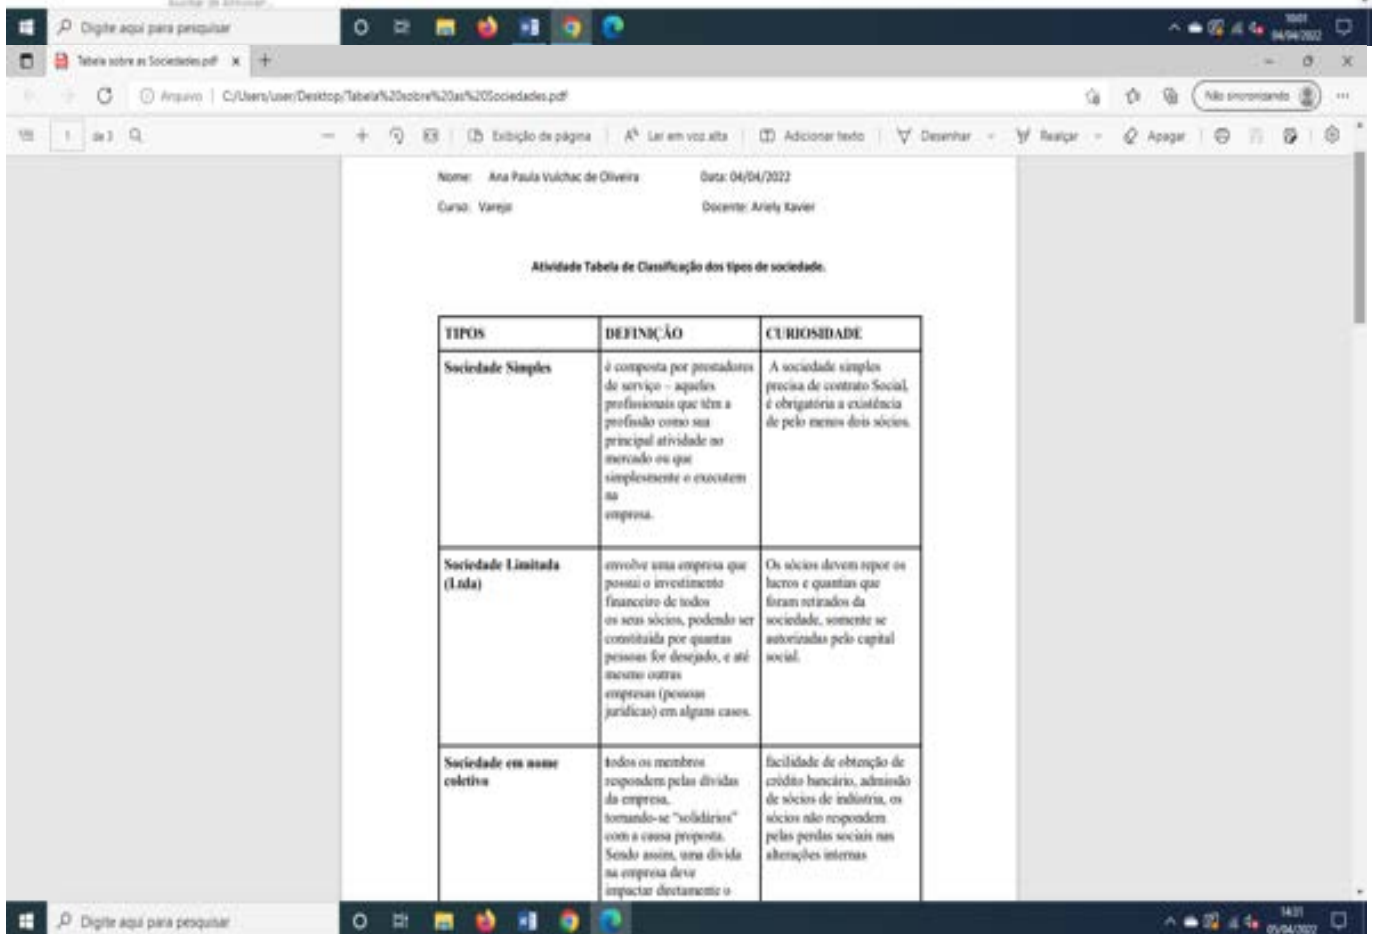 Digite aqui para pesquisar
10:01
04/04/2022
Tabela sobre as Sociedades.pdf
Arquivo | C:/Users/user/Desktop/Tabela%20sobre%20as%20Sociedades.pdf
Não sincronizando
1 de 3
Exibição de página
Ler em voz alta
Adicionar texto
Desenhar
Realçar
Apagar
Nome: Ana Paula Vulchac de Oliveira Data: 04/04/2022
Curso: Varejo Docente: Ariely Xavier
Atividade Tabela de Classificação dos tipos de sociedade.
TIPOS
DEFINIÇÃO
CURIOSIDADE
Sociedade Simples
é composta por prestadores
de serviço – aqueles
profissionais que têm a
profissão como sua
principal atividade no
mercado ou que
simplesmente o executem
na
empresa.
A sociedade simples
precisa de contrato Social,
é obrigatória a existência
de pelo menos dois sócios.
Sociedade Limitada
(Ltda)
envolve uma empresa que
possui o investimento
financeiro de todos
os seus sócios, podendo ser
constituída por quantas
pessoas for desejado, e até
mesmo outras
empresas (pessoas
jurídicas) em alguns casos.
Os sócios devem repor os
lucros e quantias que
foram retirados da
sociedade, somente se
autorizadas pelo capital
social.
Sociedade em nome
coletivo
todos os membros
respondem pelas dívidas
da empresa,
tornando-se “solidários”
com a causa proposta.
Sendo assim, uma dívida
na empresa deve
impactar diretamente o
facilidade de obtenção de
crédito bancário, admissão
de sócios de indústria, os
sócios não respondem
pelas perdas sociais nas
alterações internas
Digite aqui para pesquisar
14:31
05/04/2022